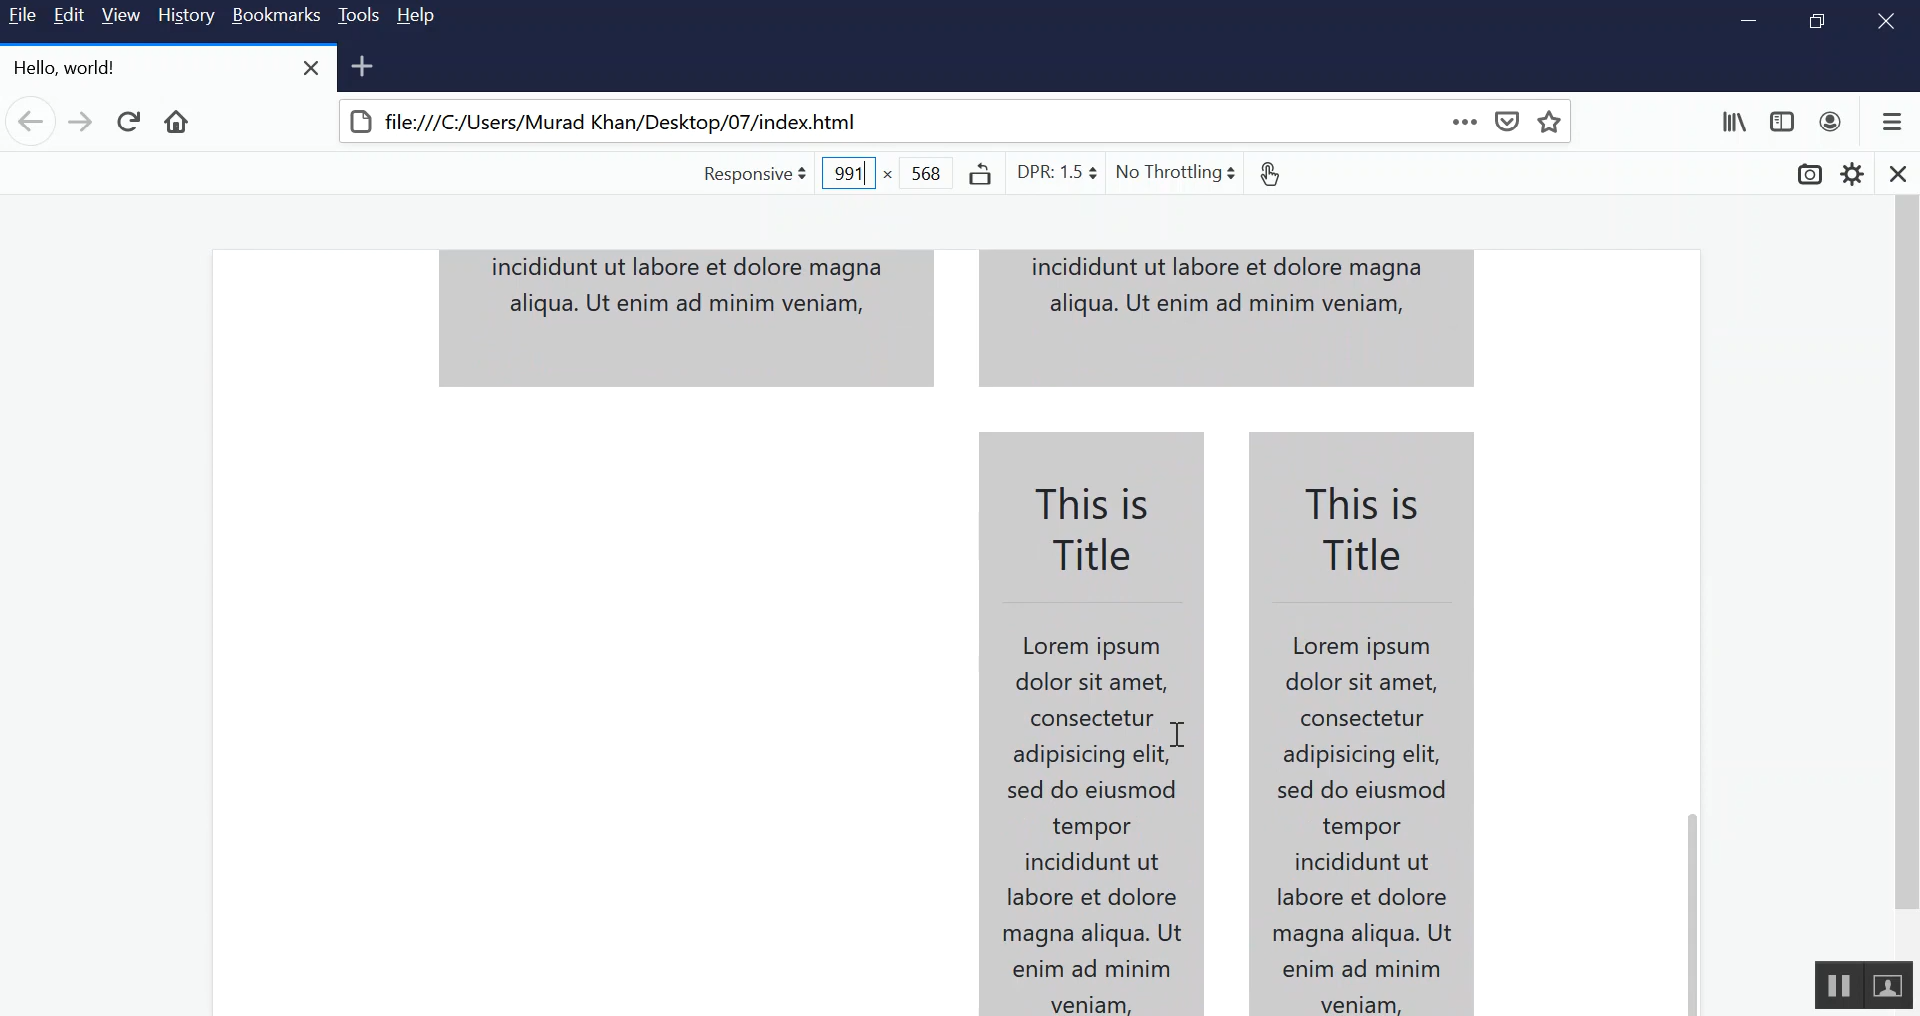 File Edit View History Bookmarks Tools Help
Hello, world!
file:///C:/Users/Murad Khan/Desktop/07/index.html
Responsive 991 × 568 DPR: 1.5 No Throttling
incididunt ut labore et dolore magna
aliqua. Ut enim ad minim veniam,
incididunt ut labore et dolore magna
aliqua. Ut enim ad minim veniam,
This is
Title
Lorem ipsum
dolor sit amet,
consectetur
adipisicing elit,
sed do eiusmod
tempor
incididunt ut
labore et dolore
magna aliqua. Ut
enim ad minim
veniam,
This is
Title
Lorem ipsum
dolor sit amet,
consectetur
adipisicing elit,
sed do eiusmod
tempor
incididunt ut
labore et dolore
magna aliqua. Ut
enim ad minim
veniam,